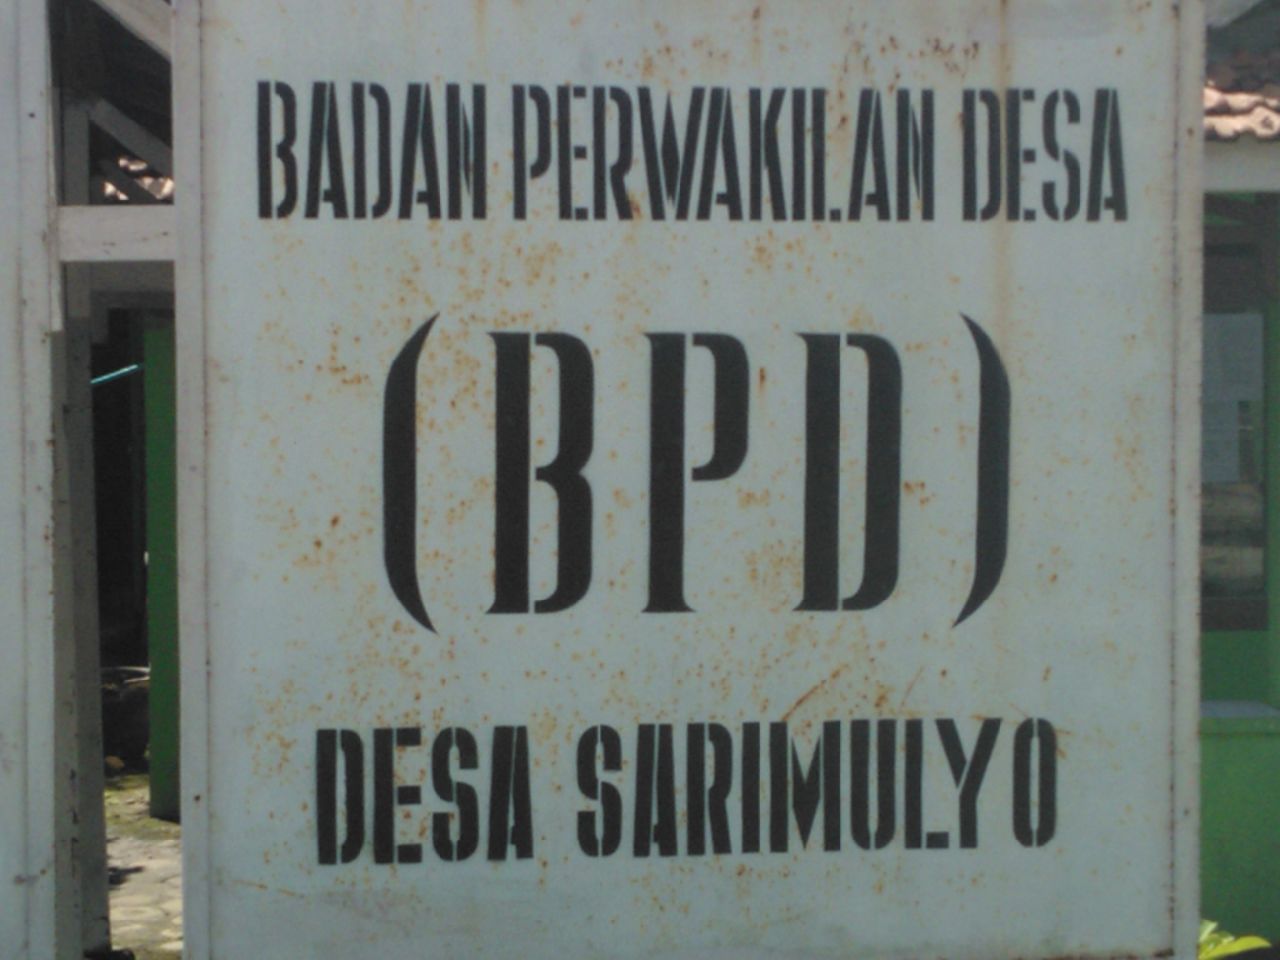 BADAN PERWAKILAN DESA
(BPD)
DESA SARIMULYO